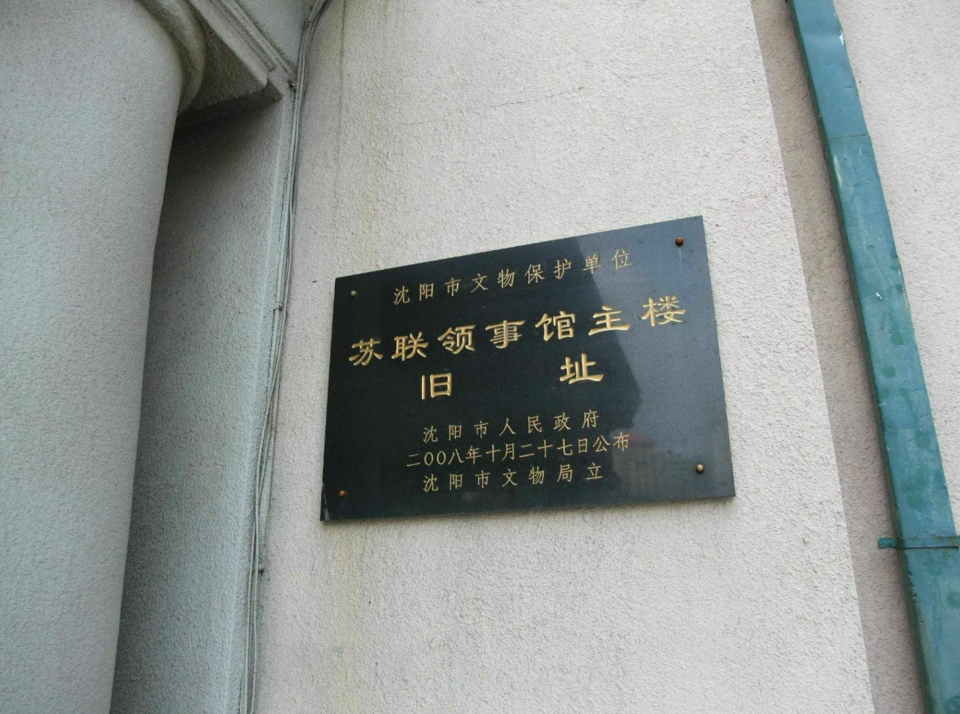 沈阳市文物保护单位
苏联领事馆主楼
旧址
沈阳市人民政府
二〇〇八年十月二十七日公布
沈阳市文物局立